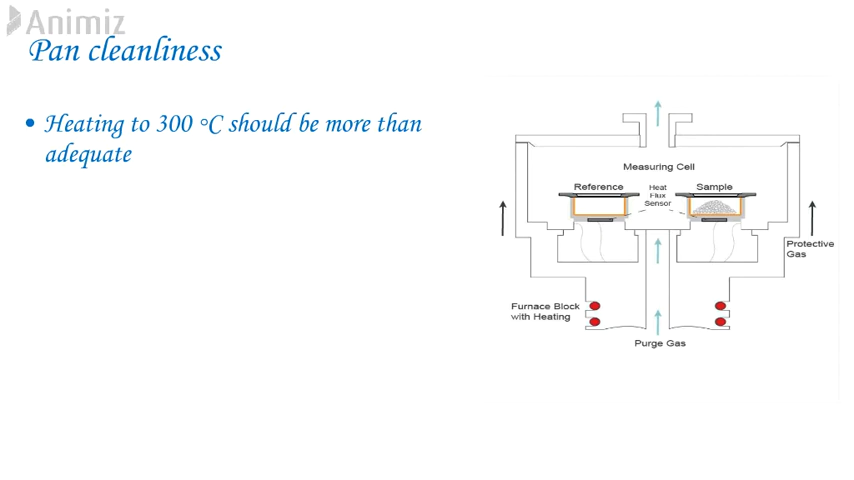 Animiz
Pan cleanliness
• Heating to 300 °C should be more than
adequate
Measuring Cell
Reference
Heat
Flux
Sensor
Sample
Protective
Gas
Furnace Block
with Heating
Purge Gas